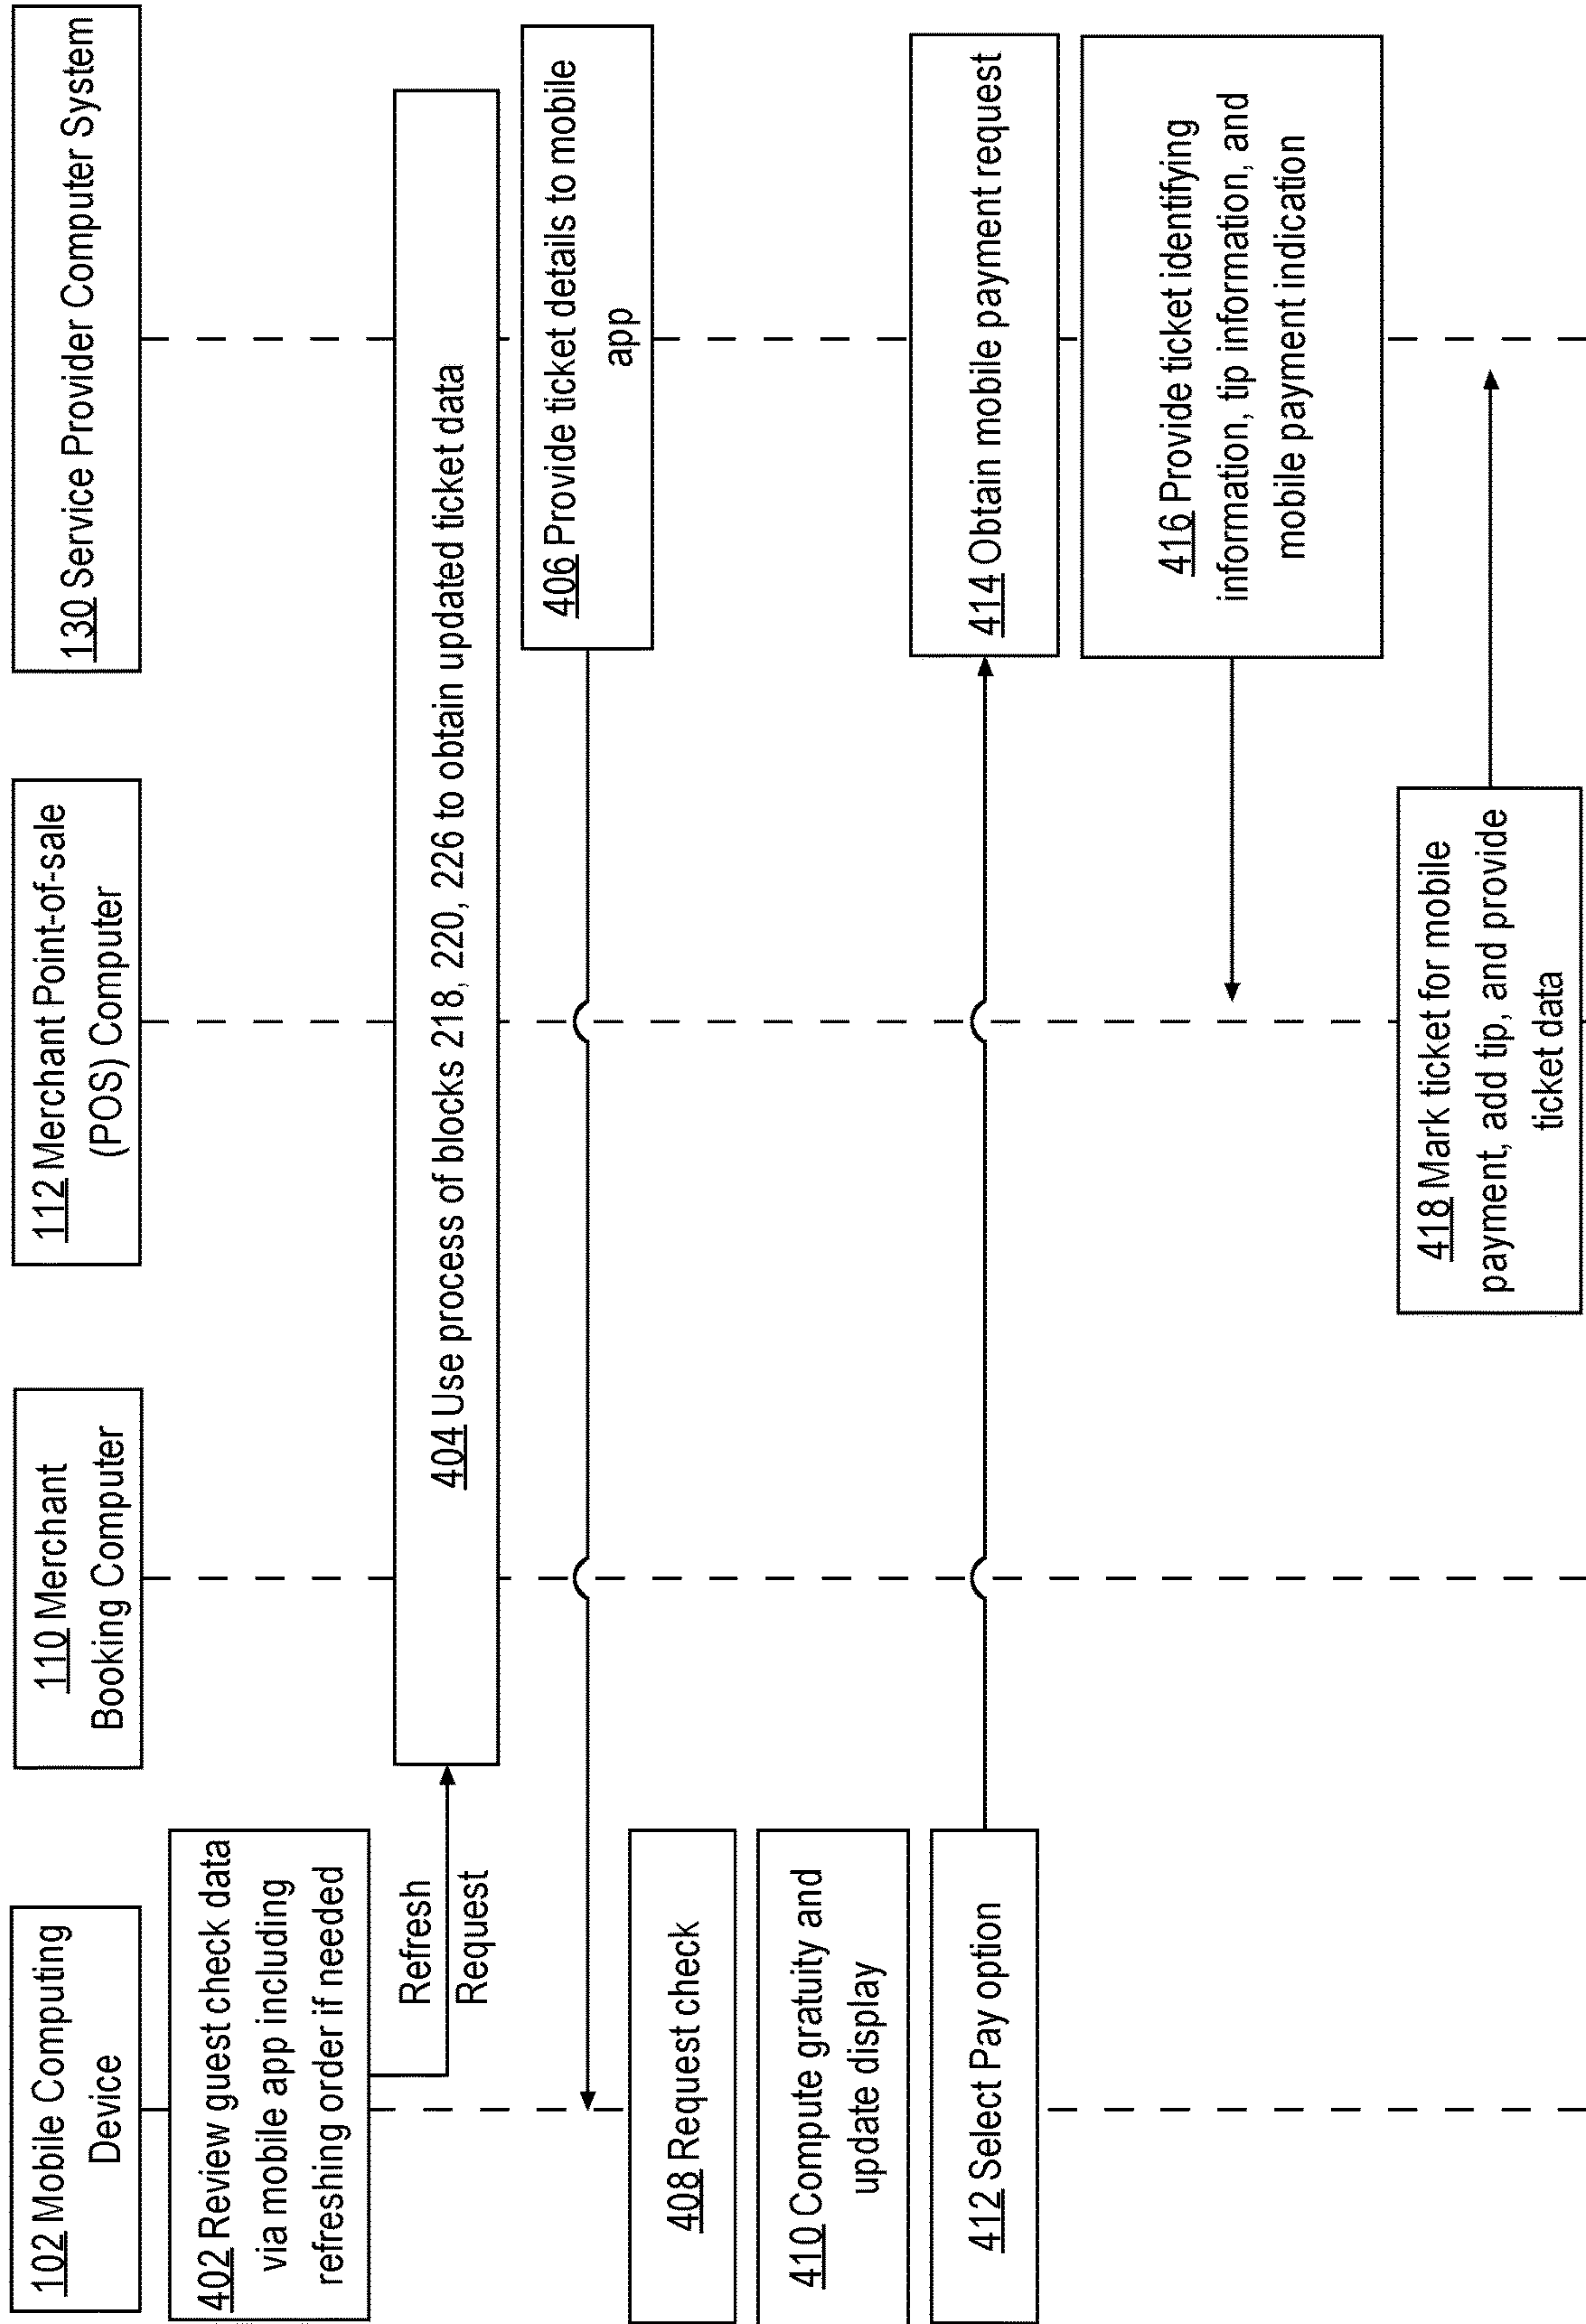 102 Mobile Computing
Device
110 Merchant
Booking Computer
112 Merchant Point-of-sale
(POS) Computer
130 Service Provider Computer System
402 Review guest check data
via mobile app including
refreshing order if needed
Refresh
Request
404 Use process of blocks 218, 220, 226 to obtain updated ticket data
406 Provide ticket details to mobile
app
408 Request check
410 Compute gratuity and
update display
412 Select Pay option
414 Obtain mobile payment request
416 Provide ticket identifying
information, tip information, and
mobile payment indication
418 Mark ticket for mobile
payment, add tip, and provide
ticket data